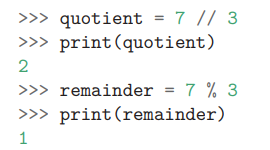 >>> quotient = 7 // 3
>>> print(quotient)
2
>>> remainder = 7 % 3
>>> print(remainder)
1